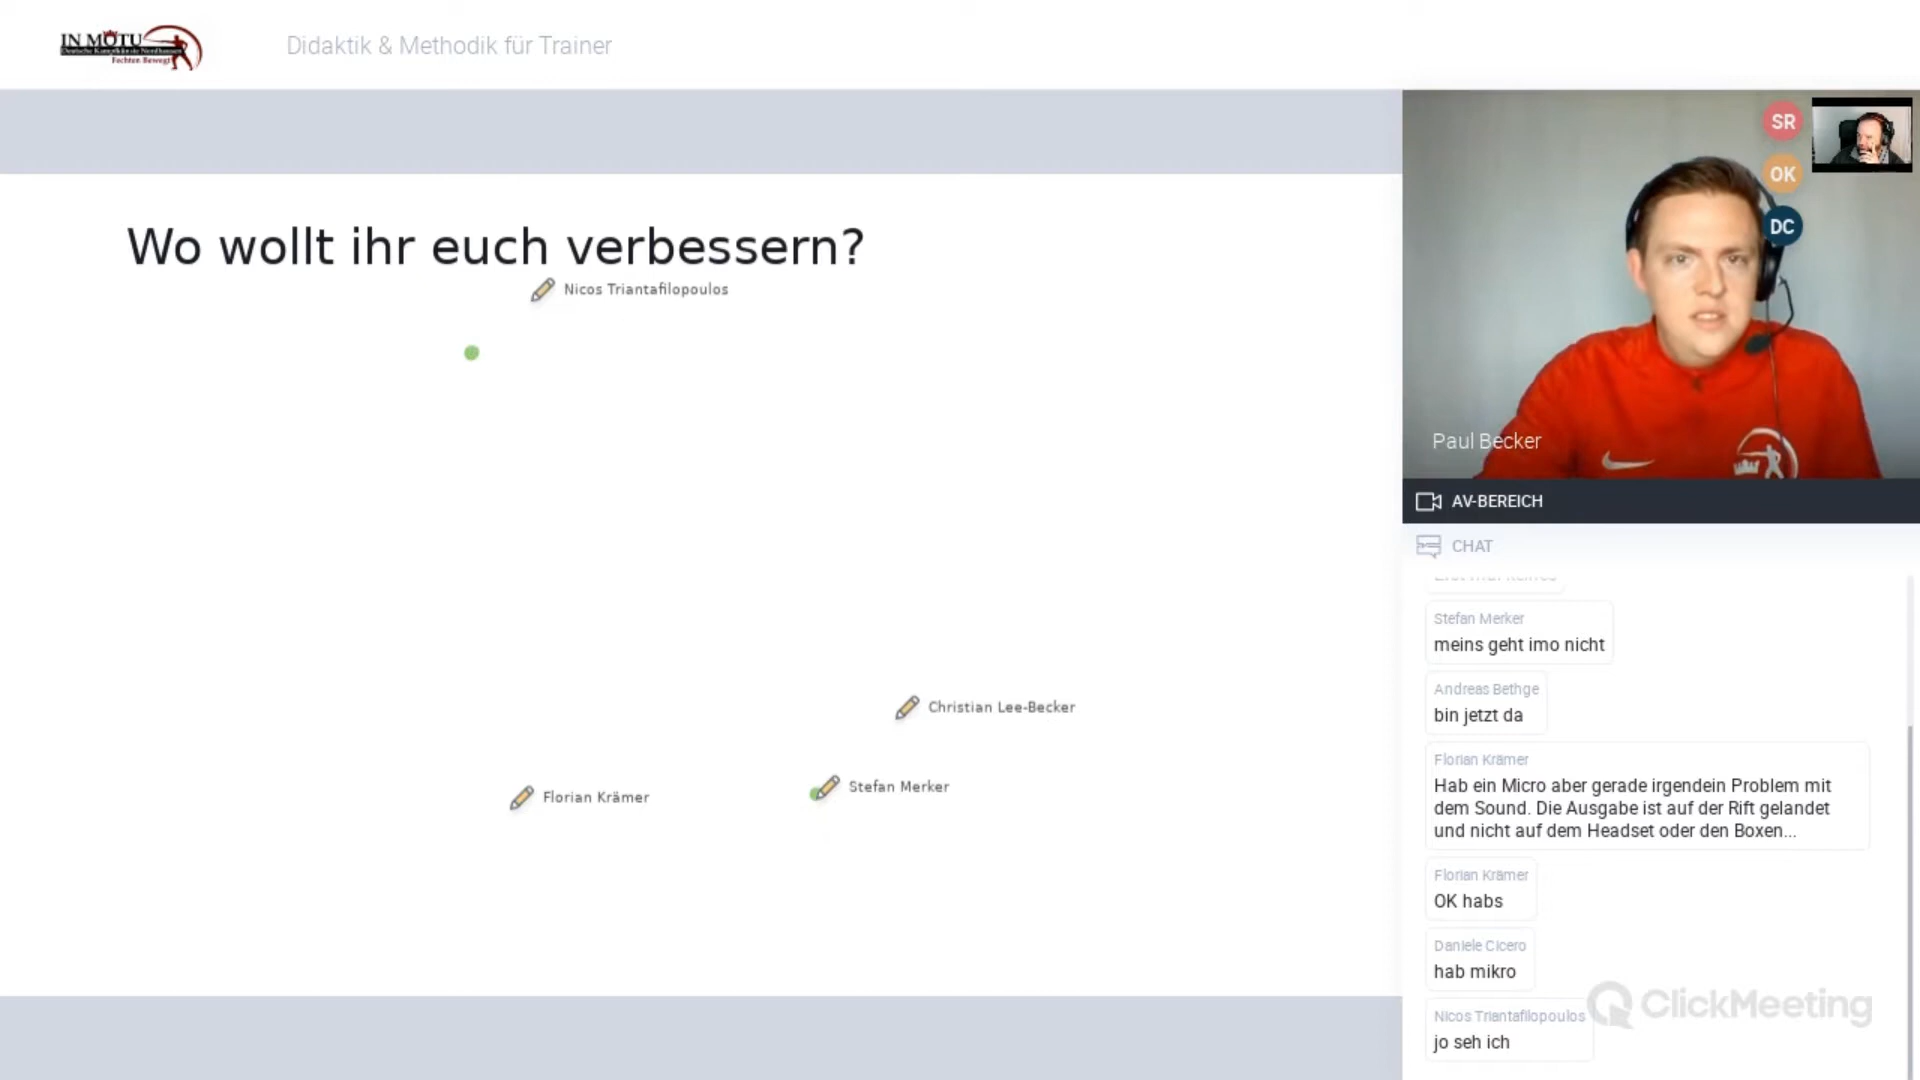 IN MOTU
Fechten Bewegt
Didaktik & Methodik für Trainer
Wo wollt ihr euch verbessern?
Nicos Triantafilopoulos
Christian Lee-Becker
Stefan Merker
Florian Krämer
SR
OK
DC
Paul Becker
AV-BEREICH
CHAT
Stefan Merker
meins geht imo nicht
Andreas Bethge
bin jetzt da
Florian Krämer
Hab ein Micro aber gerade irgendein Problem mit
dem Sound. Die Ausgabe ist auf der Rift gelandet
und nicht auf dem Headset oder den Boxen...
Florian Krämer
OK habs
Daniele Cicero
hab mikro
Nicos Triantafilopoulos
jo seh ich
ClickMeeting